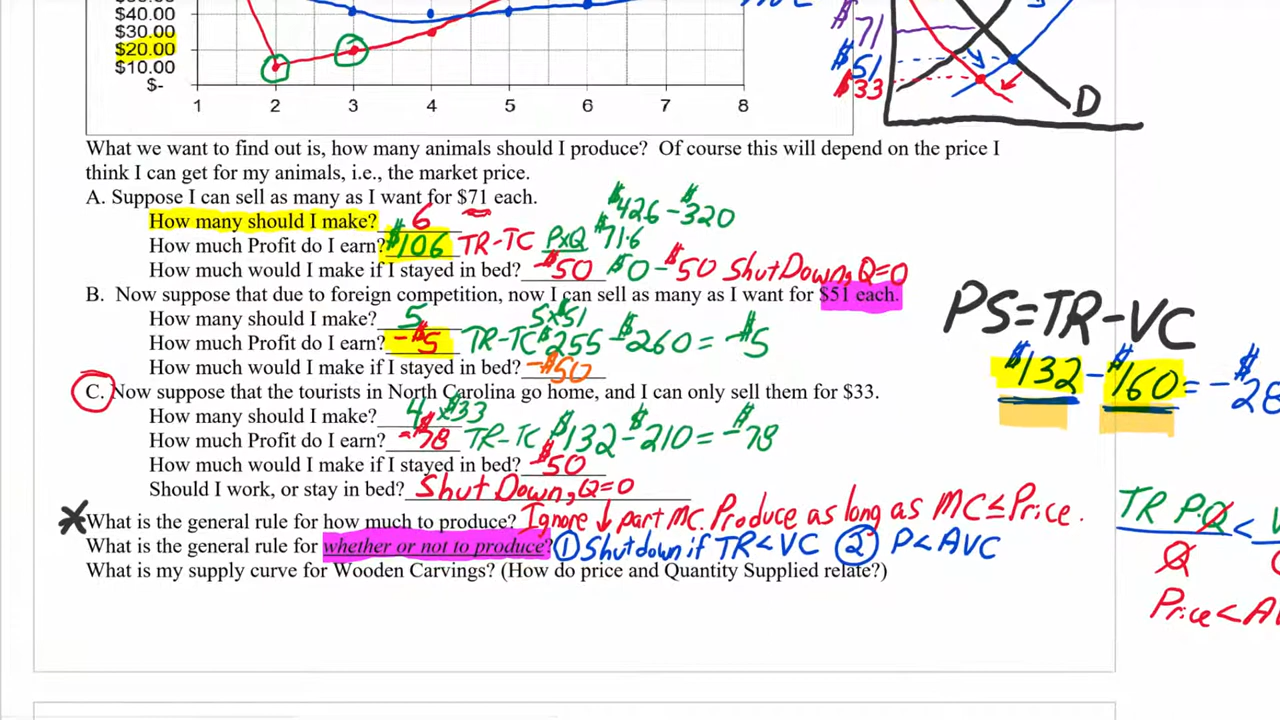 $40.00
$30.00
$20.00
$10.00
$-
1 2 3 4 5 6 7 8
$71
$51
$33
D
What we want to find out is, how many animals should I produce? Of course this will depend on the price I
think I can get for my animals, i.e., the market price.
A. Suppose I can sell as many as I want for $71 each.
$426 - $320
How many should I make? 6
How much Profit do I earn? $106 TR-TC PxQ $71·6
How much would I make if I stayed in bed? -$50 $0 - $50 Shut Down, Q=0
B. Now suppose that due to foreign competition, now I can sell as many as I want for $51 each.
How many should I make? 5 5x$51
How much Profit do I earn? -$5 TR-TC $255 - $260 = -$5
How much would I make if I stayed in bed? -$50
C. Now suppose that the tourists in North Carolina go home, and I can only sell them for $33.
How many should I make? 4 x$33
How much Profit do I earn? -$78 TR-TC $132 - $210 = -$78
How much would I make if I stayed in bed? -$50
Should I work, or stay in bed? Shut Down, Q=0
What is the general rule for how much to produce? Ignore ↓ part MC. Produce as long as MC≤Price.
What is the general rule for whether or not to produce? ① Shutdown if TR<VC ② P<AVC
What is my supply curve for Wooden Carvings? (How do price and Quantity Supplied relate?)
PS=TR-VC
$132 - $160 = -$28
TR P.Q <
Q
Price <